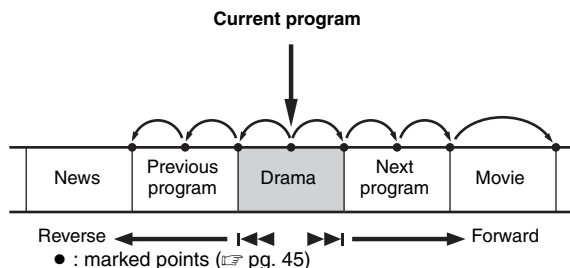 Current program
News
Previous
program
Drama
Next
program
Movie
Reverse
Forward
● : marked points (☞ pg. 45)